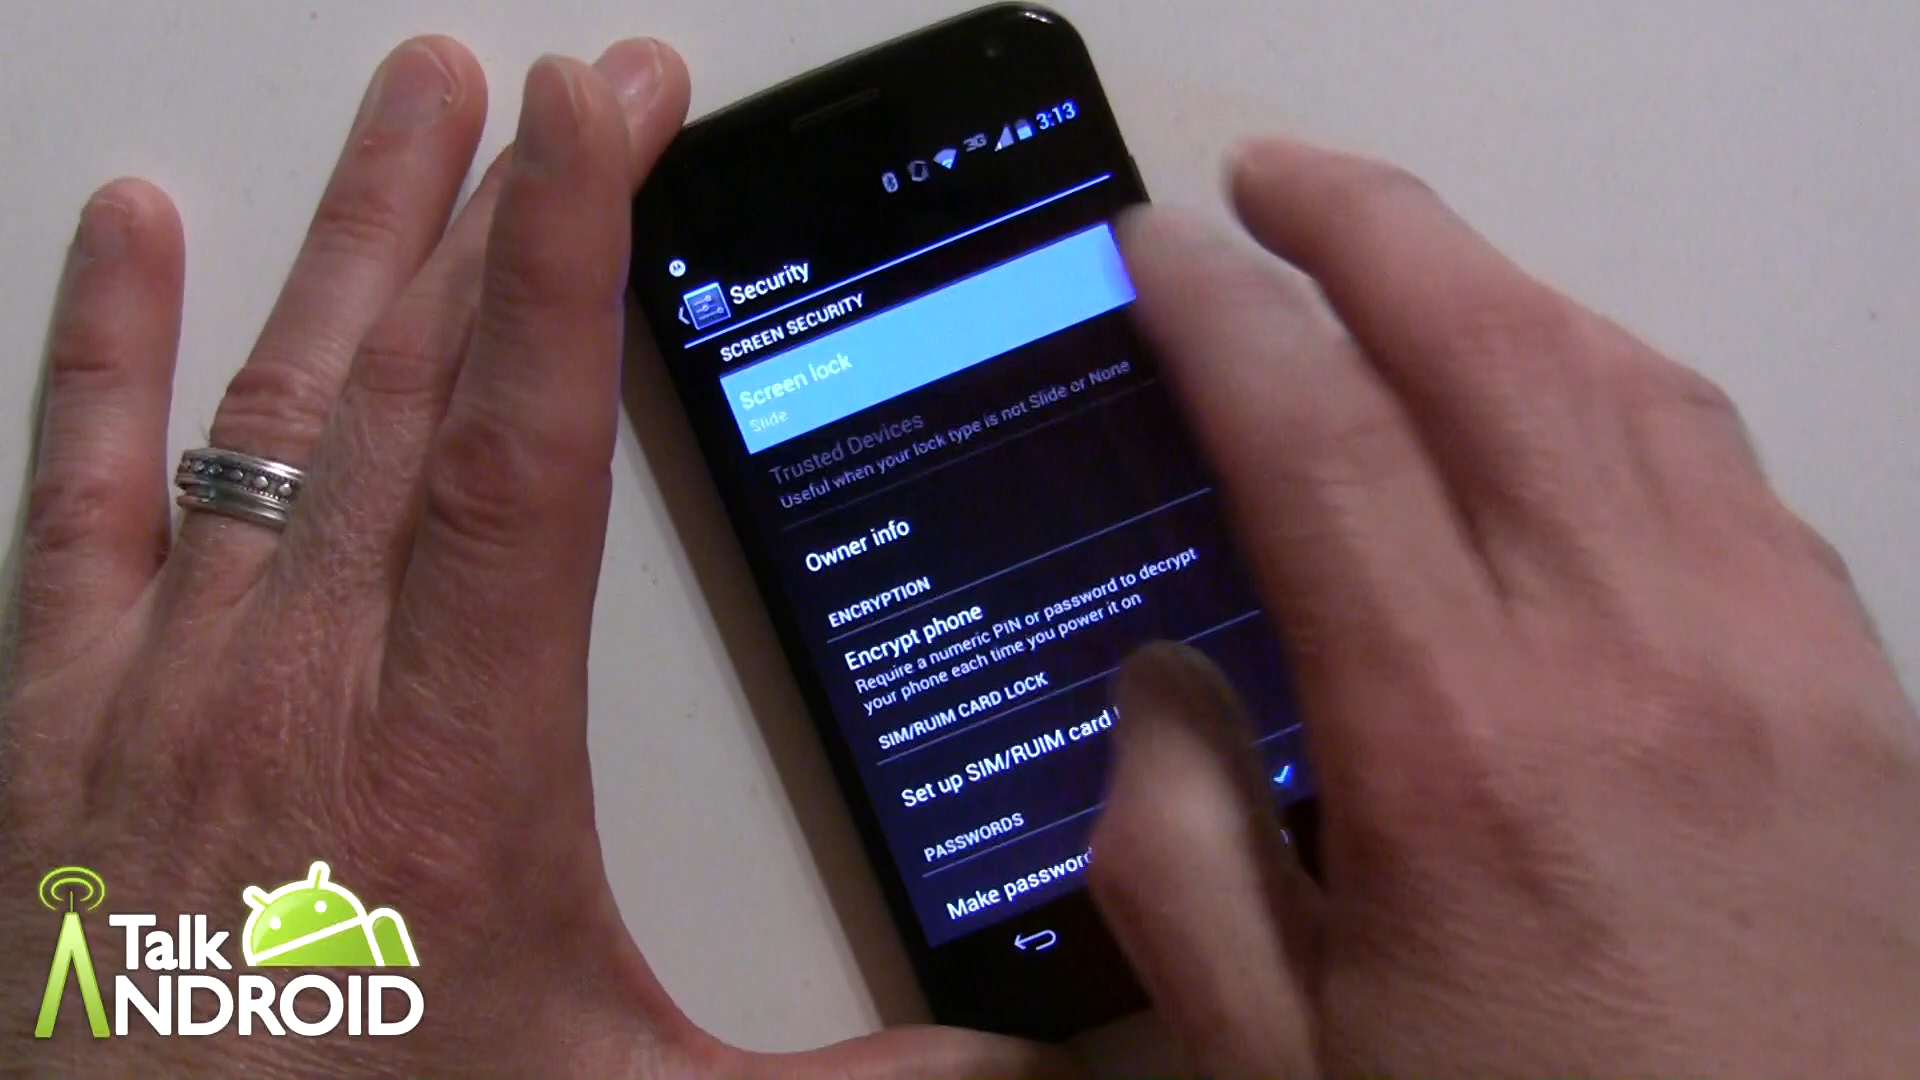 3G 3:13
Security
SCREEN SECURITY
Screen lock
Slide
Trusted Devices
Useful when your lock type is not Slide or None
Owner info
ENCRYPTION
Encrypt phone
Require a numeric PIN or password to decrypt
your phone each time you power it on
SIM/RUIM CARD LOCK
Set up SIM/RUIM card
PASSWORDS
Make password
Talk
ANDROID